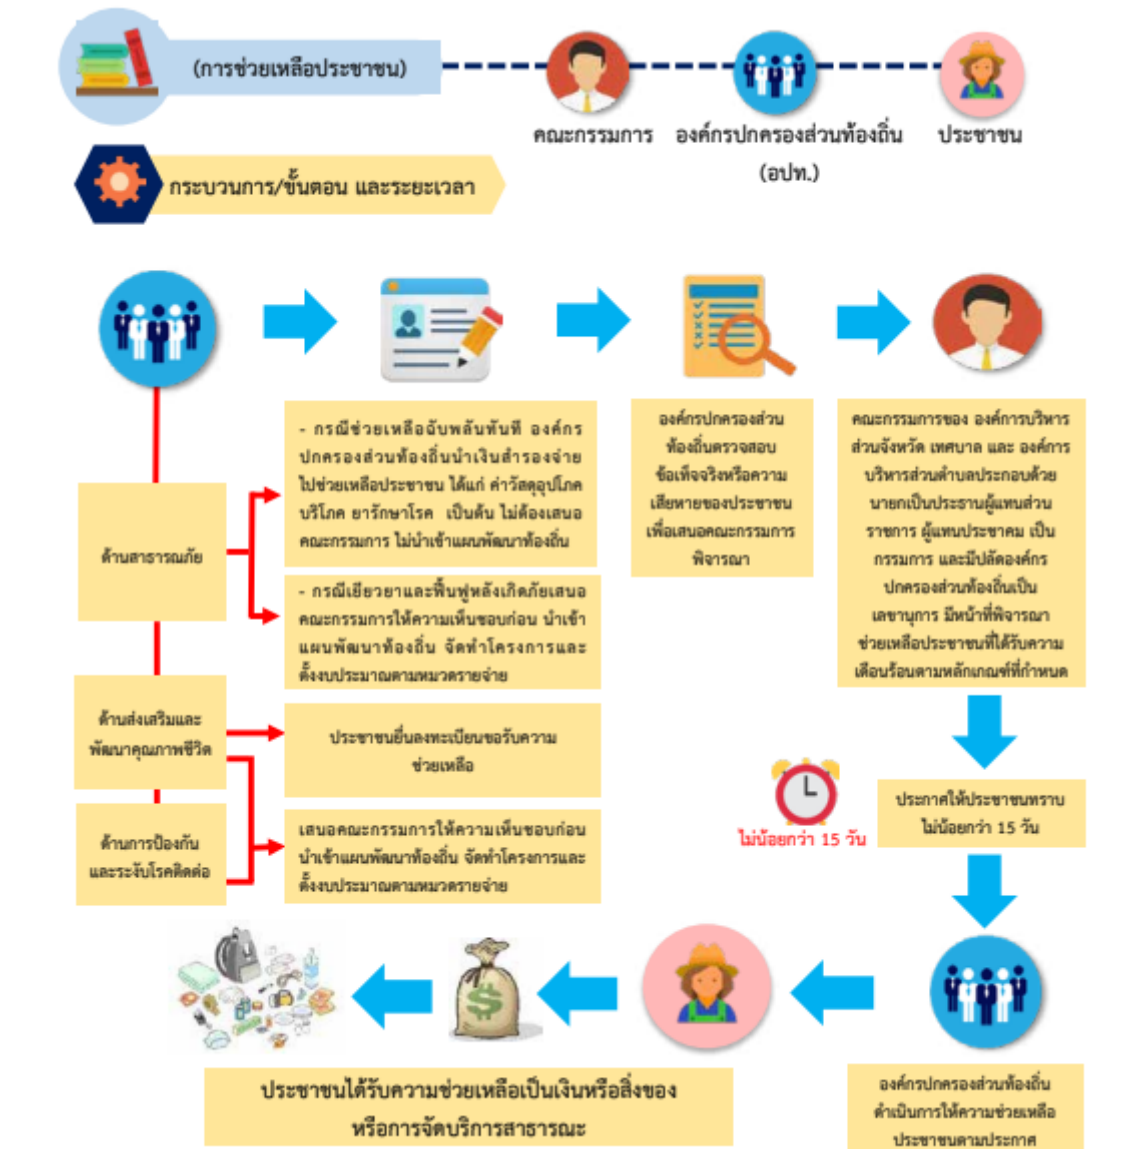 (การช่วยเหลือประชาชน)
คณะกรรมการ
องค์กรปกครองส่วนท้องถิ่น
(อปท.)
ประชาชน
กระบวนการ/ขั้นตอน และระยะเวลา
ด้านสาธารณภัย
- กรณีช่วยเหลือฉับพลันทันที องค์กร
ปกครองส่วนท้องถิ่นนำเงินสำรองจ่าย
ไปช่วยเหลือประชาชน ได้แก่ ค่าวัสดุอุปโภค
บริโภค ยารักษาโรค เป็นต้น ไม่ต้องเสนอ
คณะกรรมการ ไม่นำเข้าแผนพัฒนาท้องถิ่น
- กรณีเยียวยาและฟื้นฟูหลังเกิดภัยเสนอ
คณะกรรมการให้ความเห็นชอบก่อน นำเข้า
แผนพัฒนาท้องถิ่น จัดทำโครงการและ
ตั้งงบประมาณตามหมวดรายจ่าย
ด้านส่งเสริมและ
พัฒนาคุณภาพชีวิต
ประชาชนยื่นลงทะเบียนขอรับความ
ช่วยเหลือ
ด้านการป้องกัน
และระงับโรคติดต่อ
เสนอคณะกรรมการให้ความเห็นชอบก่อน
นำเข้าแผนพัฒนาท้องถิ่น จัดทำโครงการและ
ตั้งงบประมาณตามหมวดรายจ่าย
องค์กรปกครองส่วน
ท้องถิ่นตรวจสอบ
ข้อเท็จจริงหรือความ
เสียหายของประชาชน
เพื่อเสนอคณะกรรมการ
พิจารณา
คณะกรรมการของ องค์การบริหาร
ส่วนจังหวัด เทศบาล และ องค์การ
บริหารส่วนตำบลประกอบด้วย
นายกเป็นประธานผู้แทนส่วน
ราชการ ผู้แทนประชาคม เป็น
กรรมการ และมีปลัดองค์กร
ปกครองส่วนท้องถิ่นเป็น
เลขานุการ มีหน้าที่พิจารณา
ช่วยเหลือประชาชนที่ได้รับความ
เดือนร้อนตามหลักเกณฑ์ที่กำหนด
ไม่น้อยกว่า 15 วัน
ประกาศให้ประชาชนทราบ
ไม่น้อยกว่า 15 วัน
องค์กรปกครองส่วนท้องถิ่น
ดำเนินการให้ความช่วยเหลือ
ประชาชนตามประกาศ
ประชาชนได้รับความช่วยเหลือเป็นเงินหรือสิ่งของ
หรือการจัดบริการสาธารณะ